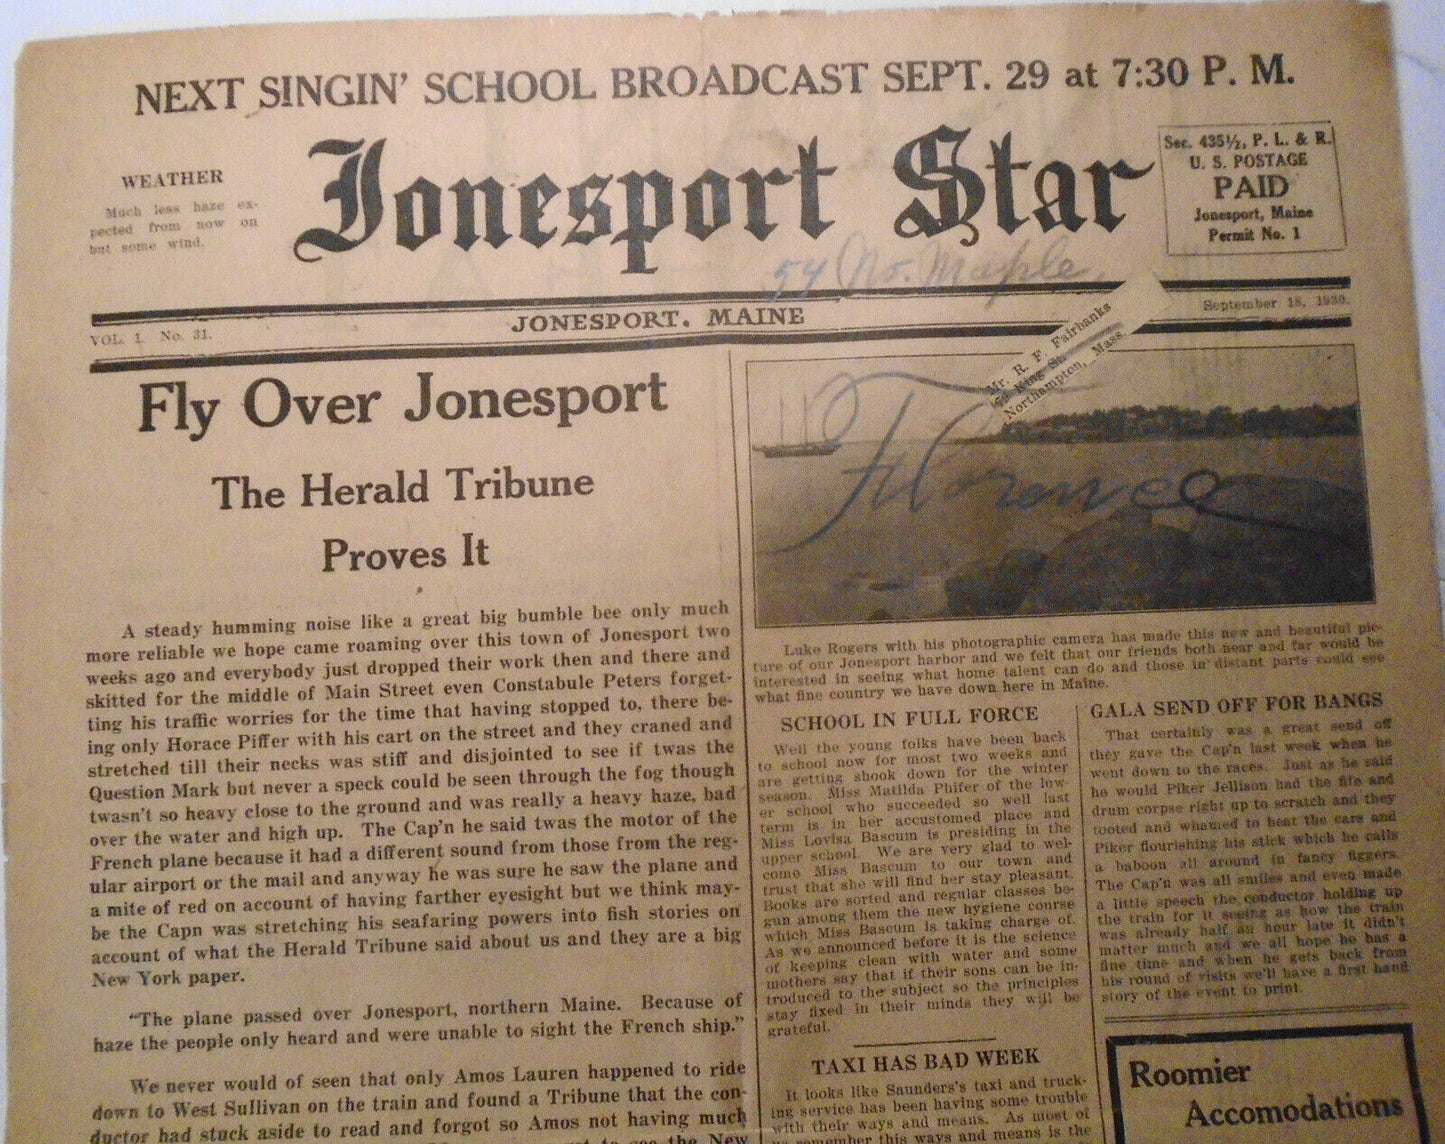 NEXT SINGIN' SCHOOL BROADCAST SEPT. 29 at 7:30 P. M.
WEATHER
Much less haze ex-
pected from now on
but some wind.
Jonesport Star
Sec. 435½, P. L. & R.
U. S. POSTAGE
PAID
Jonesport, Maine
Permit No. 1
54 No. Maple,
VOL. 1 No. 31.
JONESPORT, MAINE
September 18, 1930.
Fly Over Jonesport
The Herald Tribune
Proves It
A steady humming noise like a great big bumble bee only much
more reliable we hope came roaming over this town of Jonesport two
weeks ago and everybody just dropped their work then and there and
skitted for the middle of Main Street even Constabule Peters forget-
ting his traffic worries for the time that having stopped to, there be-
ing only Horace Piffer with his cart on the street and they craned and
stretched till their necks was stiff and disjointed to see if twas the
Question Mark but never a speck could be seen through the fog though
twasn't so heavy close to the ground and was really a heavy haze, bad
over the water and high up. The Cap'n he said twas the motor of the
French plane because it had a different sound from those from the reg-
ular airport or the mail and anyway he was sure he saw the plane and
a mite of red on account of having farther eyesight but we think may-
be the Capn was stretching his seafaring powers into fish stories on
account of what the Herald Tribune said about us and they are a big
New York paper.
"The plane passed over Jonesport, northern Maine. Because of
haze the people only heard and were unable to sight the French ship."
We never would of seen that only Amos Lauren happened to ride
down to West Sullivan on the train and found a Tribune that the con-
ductor had stuck aside to read and forgot so Amos not having much
to see the New
Mr. R. F. Fairbanks
King St.
Northampton, Mass.
Florence
Luke Rogers with his photographic camera has made this new and beautiful pic-
ture of our Jonesport harbor and we felt that our friends both near and far would be
interested in seeing what home talent can do and those in distant parts could see
what fine country we have down here in Maine.
SCHOOL IN FULL FORCE
Well the young folks have been back
to school now for most two weeks and
are getting shook down for the winter
season. Miss Matilda Phifer of the low-
er school who succeeded so well last
term is in her accustomed place and
Miss Lovisa Bascum is presiding in the
upper school. We are very glad to wel-
come Miss Bascum to our town and
trust that she will find her stay pleasant.
Books are sorted and regular classes be-
gun among them the new hygiene course
which Miss Bascum is taking charge of.
As we announced before it is the science
of keeping clean with water and some
mothers say that if their sons can be in-
troduced to the subject so the principles
stay fixed in their minds they will be
grateful.
TAXI HAS BAD WEEK
It looks like Saunders's taxi and truck-
ing service has been having some trouble
with their ways and means. As most of
remember this ways and means is the
GALA SEND OFF FOR BANGS
That certainly was a great send off
they gave the Cap'n last week when he
went down to the races. Just as he said
he would Piker Jellison had the fife and
drum corpse right up to scratch and they
tooted and whamed to beat the cars and
Piker flourishing his stick which he calls
a baboon all around in fancy figgers.
The Cap'n was all smiles and even made
a little speech the conductor holding up
the train for it seeing as how the train
was already half an hour late it didn't
matter much and we all hope he has a
fine time and when he gets back from
his round of visits we'll have a first hand
story of the event to print.
Roomier
Accomodations